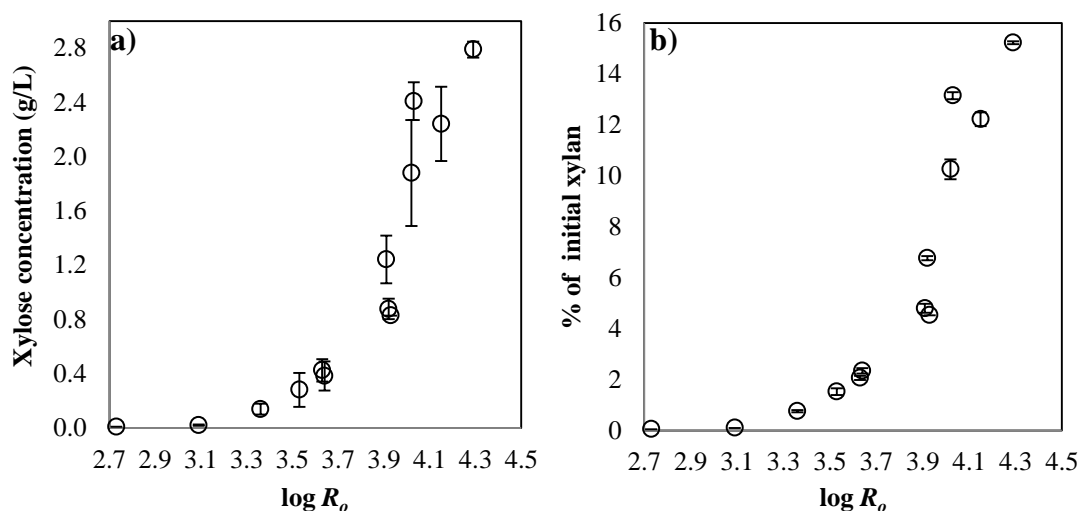 a)
Xylose concentration (g/L)
2.8
2.4
2.0
1.6
1.2
0.8
0.4
0.0
2.7 2.9 3.1 3.3 3.5 3.7 3.9 4.1 4.3 4.5
log Ro
b)
% of initial xylan
16
14
12
10
8
6
4
2
0
2.7 2.9 3.1 3.3 3.5 3.7 3.9 4.1 4.3 4.5
log Ro